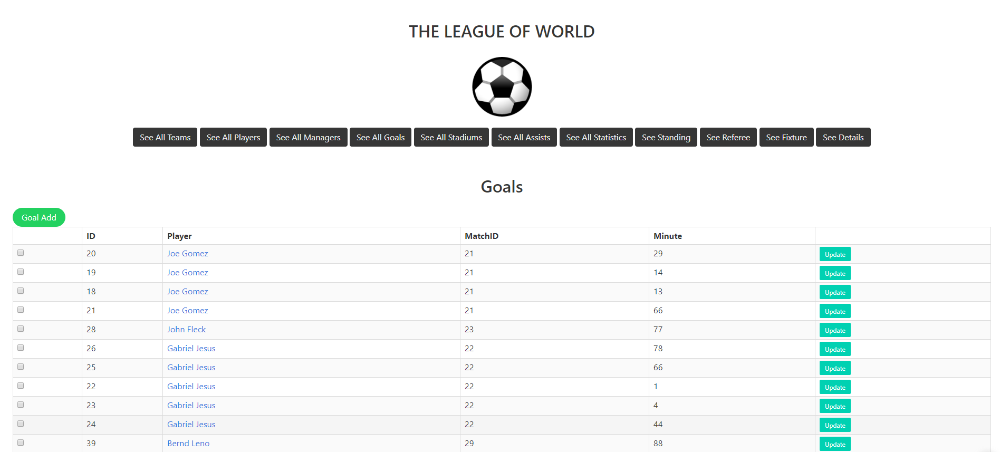 THE LEAGUE OF WORLD
See All Teams See All Players See All Managers See All Goals See All Stadiums See All Assists See All Statistics See Standing See Referee See Fixture See Details
Goals
Goal Add
ID Player MatchID Minute
20 Joe Gomez 21 29 Update
19 Joe Gomez 21 14 Update
18 Joe Gomez 21 13 Update
21 Joe Gomez 21 66 Update
28 John Fleck 23 77 Update
26 Gabriel Jesus 22 78 Update
25 Gabriel Jesus 22 66 Update
22 Gabriel Jesus 22 1 Update
23 Gabriel Jesus 22 4 Update
24 Gabriel Jesus 22 44 Update
39 Bernd Leno 29 88 Update